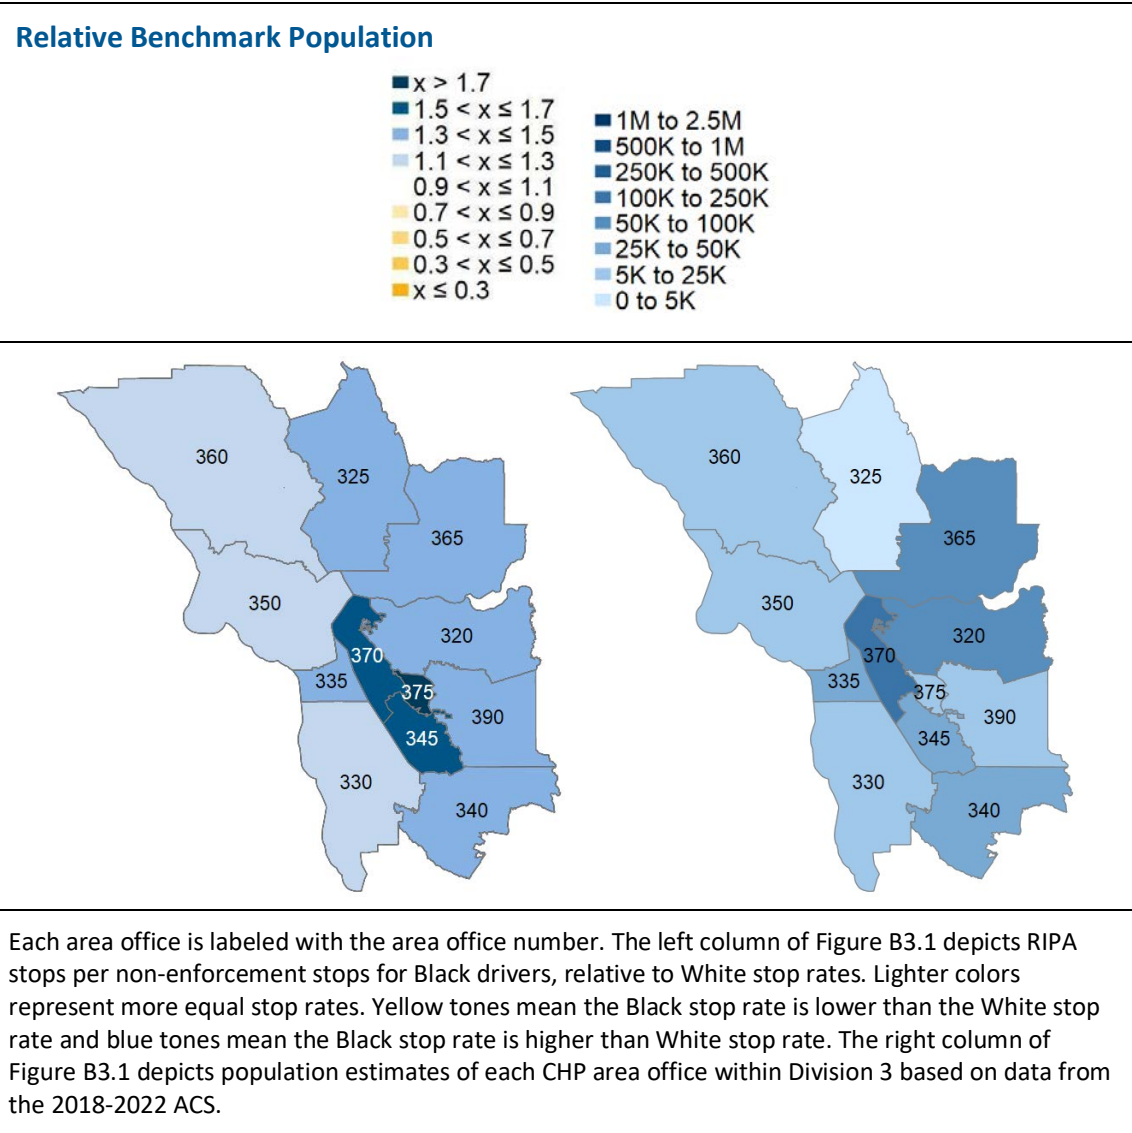 Relative Benchmark Population
x > 1.7
1.5 < x ≤ 1.7
1.3 < x ≤ 1.5
1.1 < x ≤ 1.3
0.9 < x ≤ 1.1
0.7 < x ≤ 0.9
0.5 < x ≤ 0.7
0.3 < x ≤ 0.5
x ≤ 0.3
1M to 2.5M
500K to 1M
250K to 500K
100K to 250K
50K to 100K
25K to 50K
5K to 25K
0 to 5K
360
325
365
350
320
370
335
375
390
345
330
340
360
325
365
350
320
370
335
375
390
345
330
340
Each area office is labeled with the area office number. The left column of Figure B3.1 depicts RIPA
stops per non-enforcement stops for Black drivers, relative to White stop rates. Lighter colors
represent more equal stop rates. Yellow tones mean the Black stop rate is lower than the White stop
rate and blue tones mean the Black stop rate is higher than White stop rate. The right column of
Figure B3.1 depicts population estimates of each CHP area office within Division 3 based on data from
the 2018-2022 ACS.